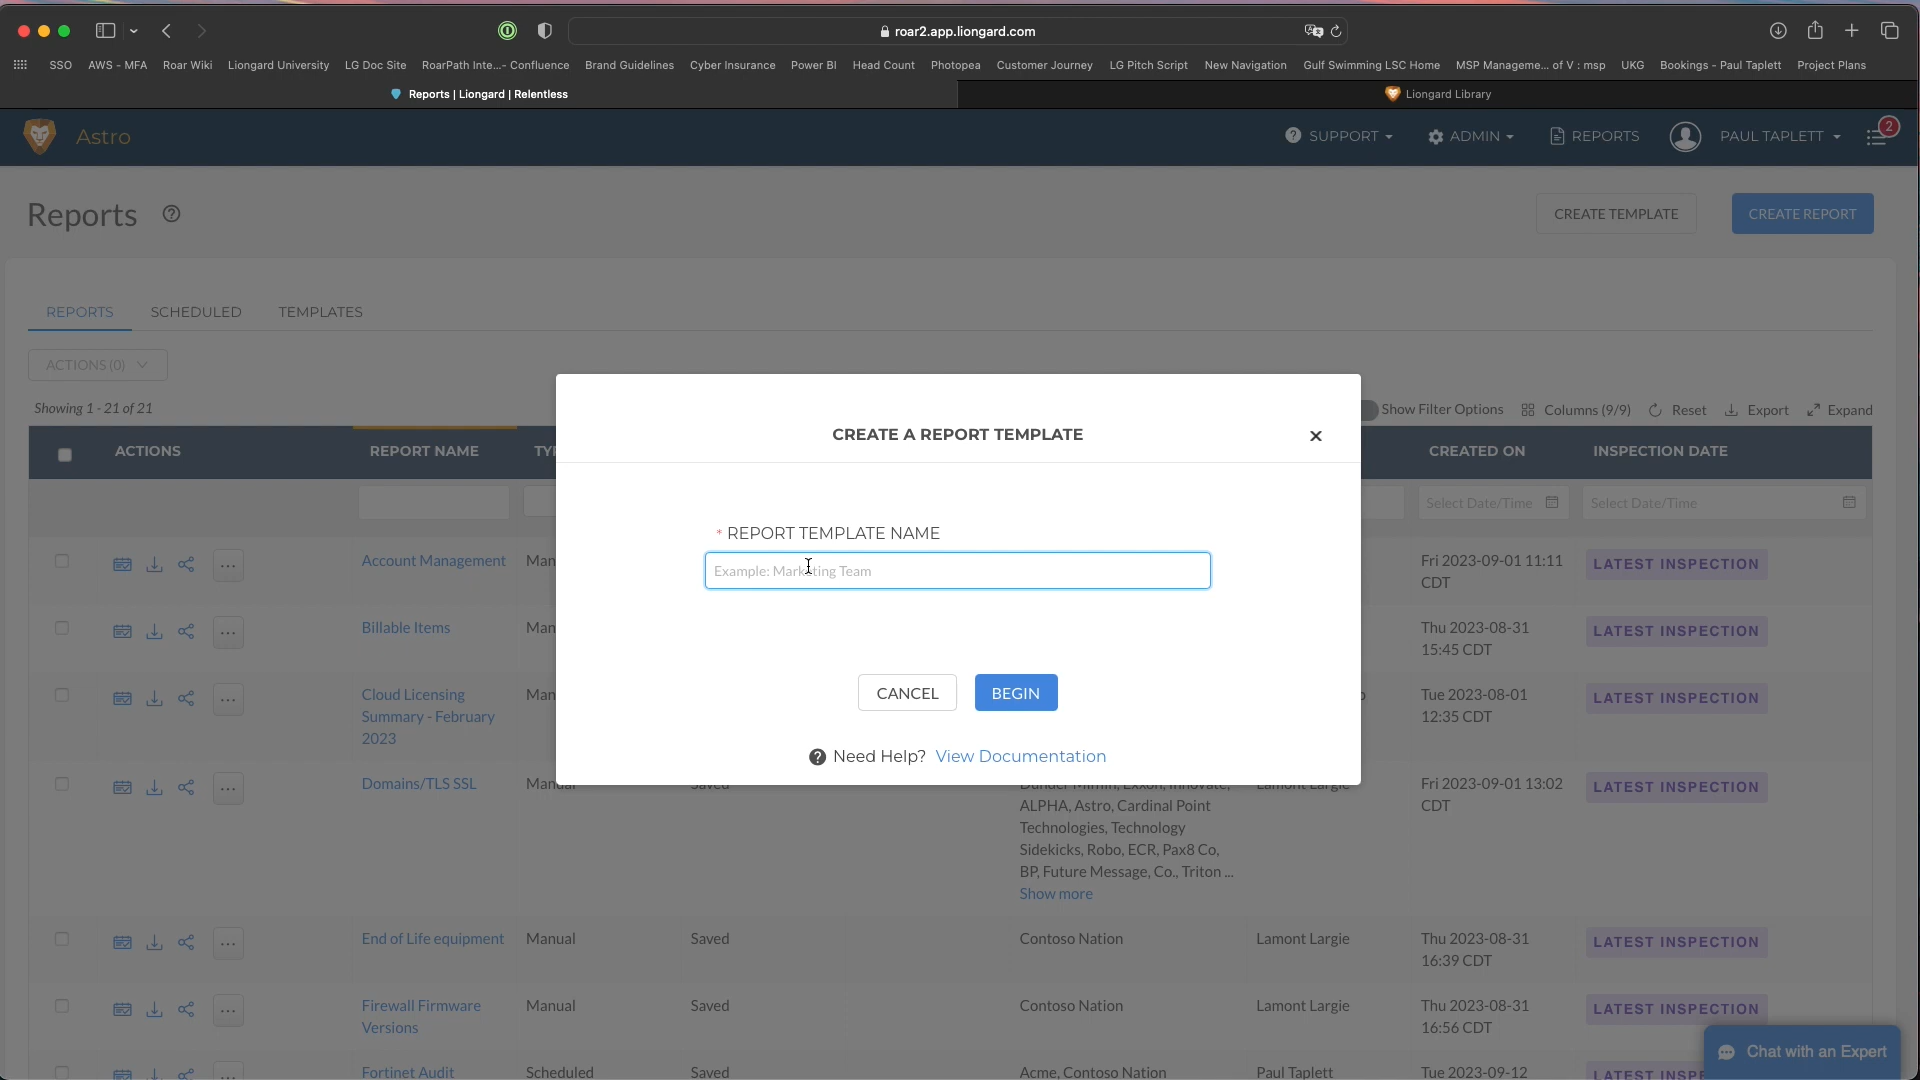 roar2.app.liongard.com
SSO
AWS - MFA
Roar Wiki
Liongard University
LG Doc Site
RoarPath Inte...- Confluence
Brand Guidelines
Cyber Insurance
Power BI
Head Count
Photopea
Customer Journey
LG Pitch Script
New Navigation
Gulf Swimming LSC Home
MSP Manageme... of V : msp
UKG
Bookings - Paul Taplett
Project Plans
Reports | Liongard | Relentless
Liongard Library
Astro
SUPPORT
ADMIN
REPORTS
PAUL TAPLETT
2
Reports
CREATE TEMPLATE
CREATE REPORT
REPORTS
SCHEDULED
TEMPLATES
ACTIONS (0)
Showing 1 - 21 of 21
Show Filter Options
Columns (9/9)
Reset
Export
Expand
ACTIONS
REPORT NAME
CREATED ON
INSPECTION DATE
Select Date/Time
Select Date/Time
CREATE A REPORT TEMPLATE
* REPORT TEMPLATE NAME
Example: Marketing Team
CANCEL
BEGIN
Need Help? View Documentation
Account Management
Fri 2023-09-01 11:11
CDT
LATEST INSPECTION
Billable Items
Thu 2023-08-31
15:45 CDT
LATEST INSPECTION
Cloud Licensing
Summary - February
2023
Tue 2023-08-01
12:35 CDT
LATEST INSPECTION
Domains/TLS SSL
Manual
Saved
ALPHA, Astro, Cardinal Point
Technologies, Technology
Sidekicks, Robo, ECR, Pax8 Co,
BP, Future Message, Co., Triton ...
Show more
Lamont Largie
Fri 2023-09-01 13:02
CDT
LATEST INSPECTION
End of Life equipment
Manual
Saved
Contoso Nation
Lamont Largie
Thu 2023-08-31
16:39 CDT
LATEST INSPECTION
Firewall Firmware
Versions
Manual
Saved
Contoso Nation
Lamont Largie
Thu 2023-08-31
16:56 CDT
LATEST INSPECTION
Fortinet Audit
Scheduled
Saved
Acme, Contoso Nation
Paul Taplett
Tue 2023-09-12
Chat with an Expert